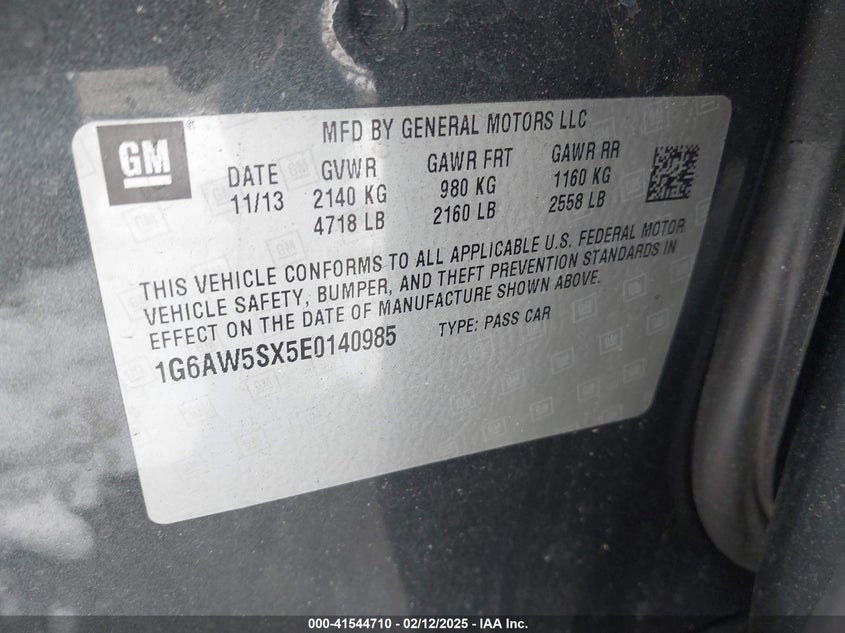 GM
MFD BY GENERAL MOTORS LLC
DATE GVWR GAWR FRT GAWR RR
11/13 2140 KG 980 KG 1160 KG
4718 LB 2160 LB 2558 LB
THIS VEHICLE CONFORMS TO ALL APPLICABLE U.S. FEDERAL MOTOR
VEHICLE SAFETY, BUMPER, AND THEFT PREVENTION STANDARDS IN
EFFECT ON THE DATE OF MANUFACTURE SHOWN ABOVE.
1G6AW5SX5E0140985 TYPE: PASS CAR
000-41544710 - 02/12/2025 - IAA Inc.